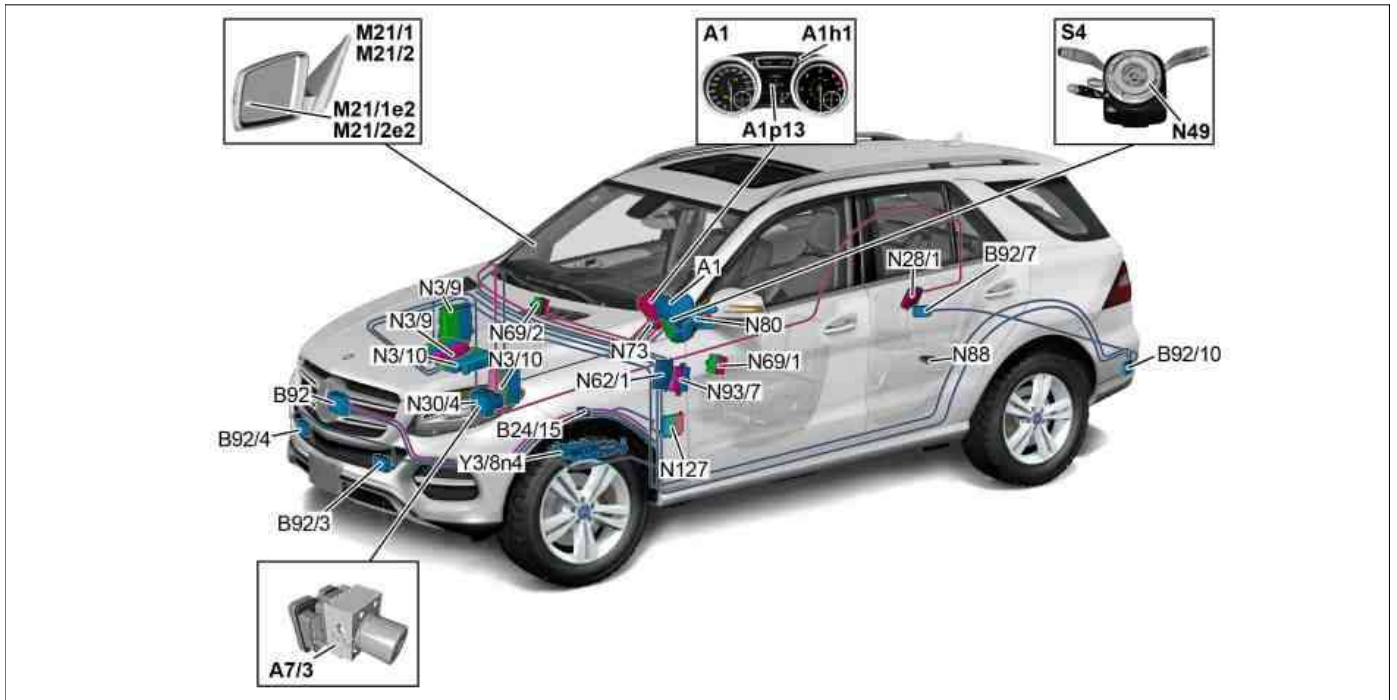 M21/1
M21/2
M21/1e2
M21/2e2
A1
A1h1
A1p13
S4
N49
A1
N28/1
B92/7
N3/9
N3/9
N69/2
N80
N3/10
N3/10
N73
N69/1
N88
B92/10
N62/1
N93/7
B92
N30/4
B24/15
B92/4
Y3/8n4
N127
B92/3
A7/3